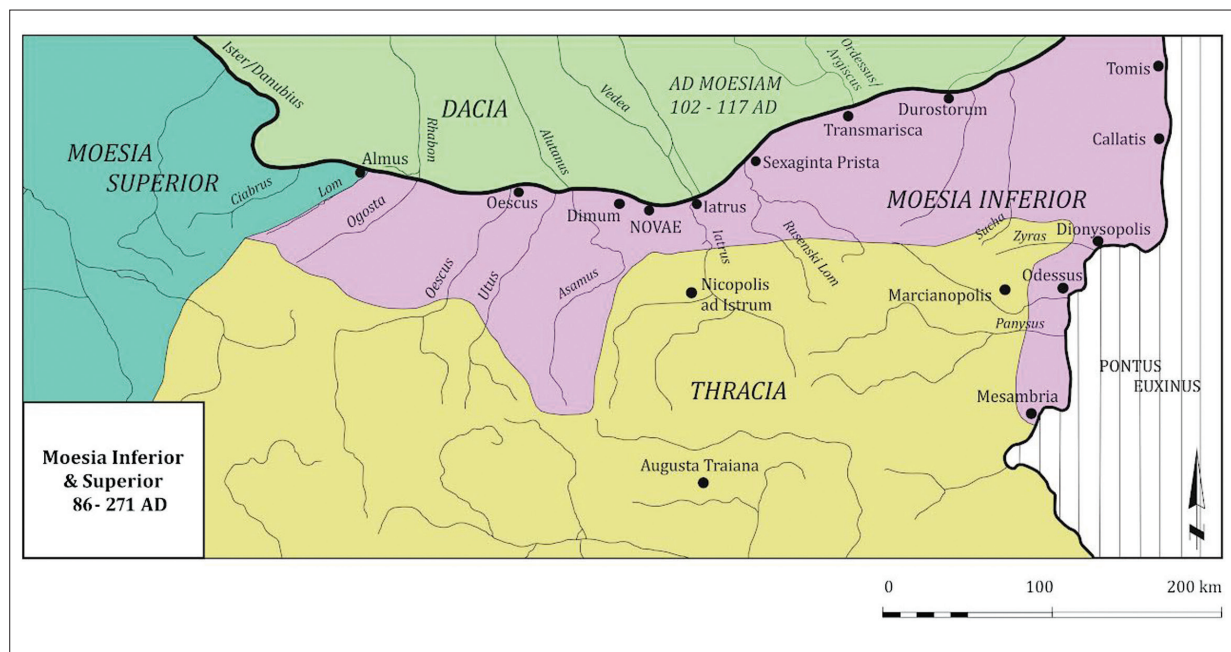 Ister/Danubius
DACIA
Vedea
AD MOESIAM
102 - 117 AD
Ordessus/
Argiscus
Tomis
MOESIA
SUPERIOR
Rhabon
Alutanus
Durostorum
Transmarisca
Callatis
Almus
Sexaginta Prista
Ciabrus
Lom
Ogosta
Oescus
Dimum
NOVAE
Iatrus
MOESIA INFERIOR
Iatrus
Rusenski Lom
Sucha
Zyras
Dionysopolis
Oescus
Utus
Asamus
Nicopolis
ad Istrum
Marcianopolis
Odessus
Panysus
THRACIA
PONTUS
EUXINUS
Mesambria
Moesia Inferior
& Superior
86 - 271 AD
Augusta Traiana
0 100 200 km